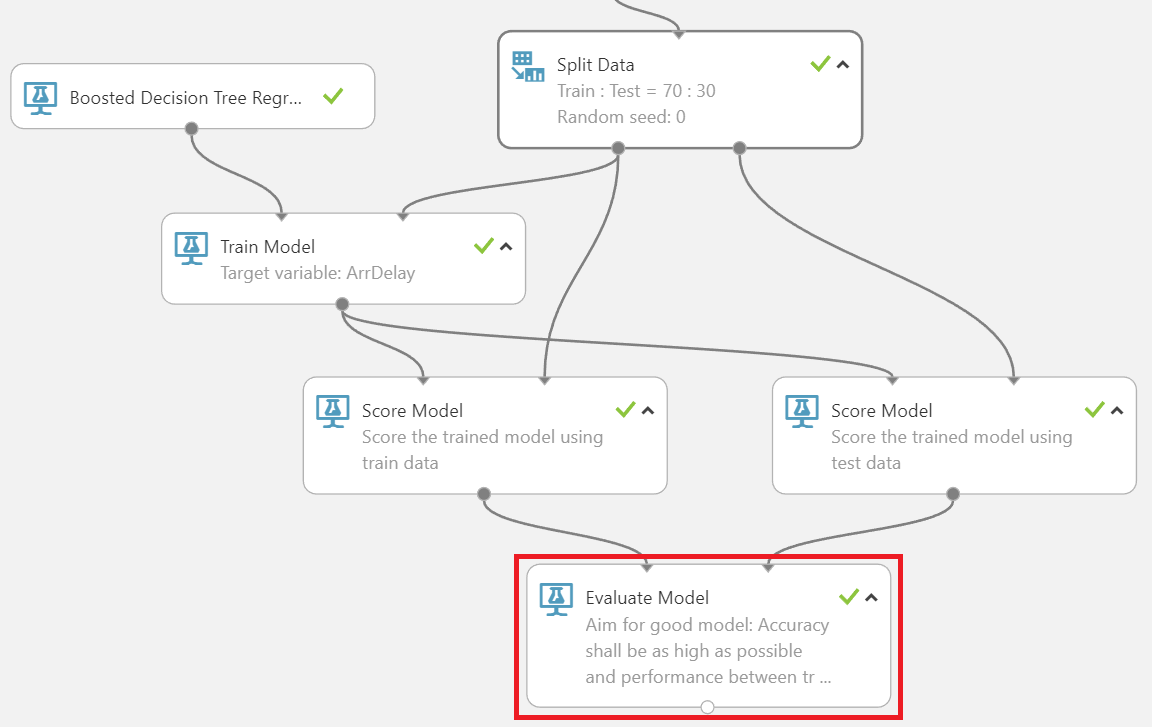 Split Data
Train : Test = 70 : 30
Random seed: 0
Boosted Decision Tree Regr...
Train Model
Target variable: ArrDelay
Score Model
Score the trained model using
train data
Score Model
Score the trained model using
test data
Evaluate Model
Aim for good model: Accuracy
shall be as high as possible
and performance between tr ...